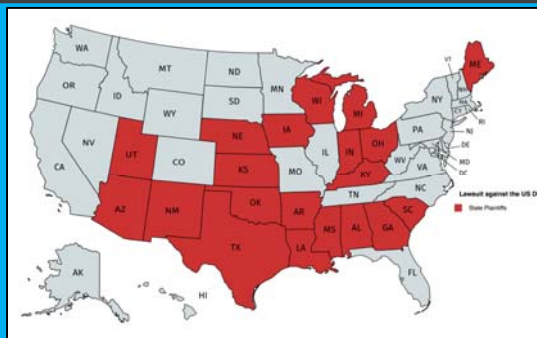 WA
MT
ND
MN
VT
ME
OR
ID
SD
WI
MI
NY
WY
IA
PA
RI
NV
NE
IL
IN
OH
NJ
UT
CO
WV
DE
CA
KS
MO
KY
VA
MD
DC
NC
TN
AZ
NM
OK
AR
SC
MS
AL
GA
TX
LA
AK
HI
FL
Lawsuit against the US D
State Plaintiffs